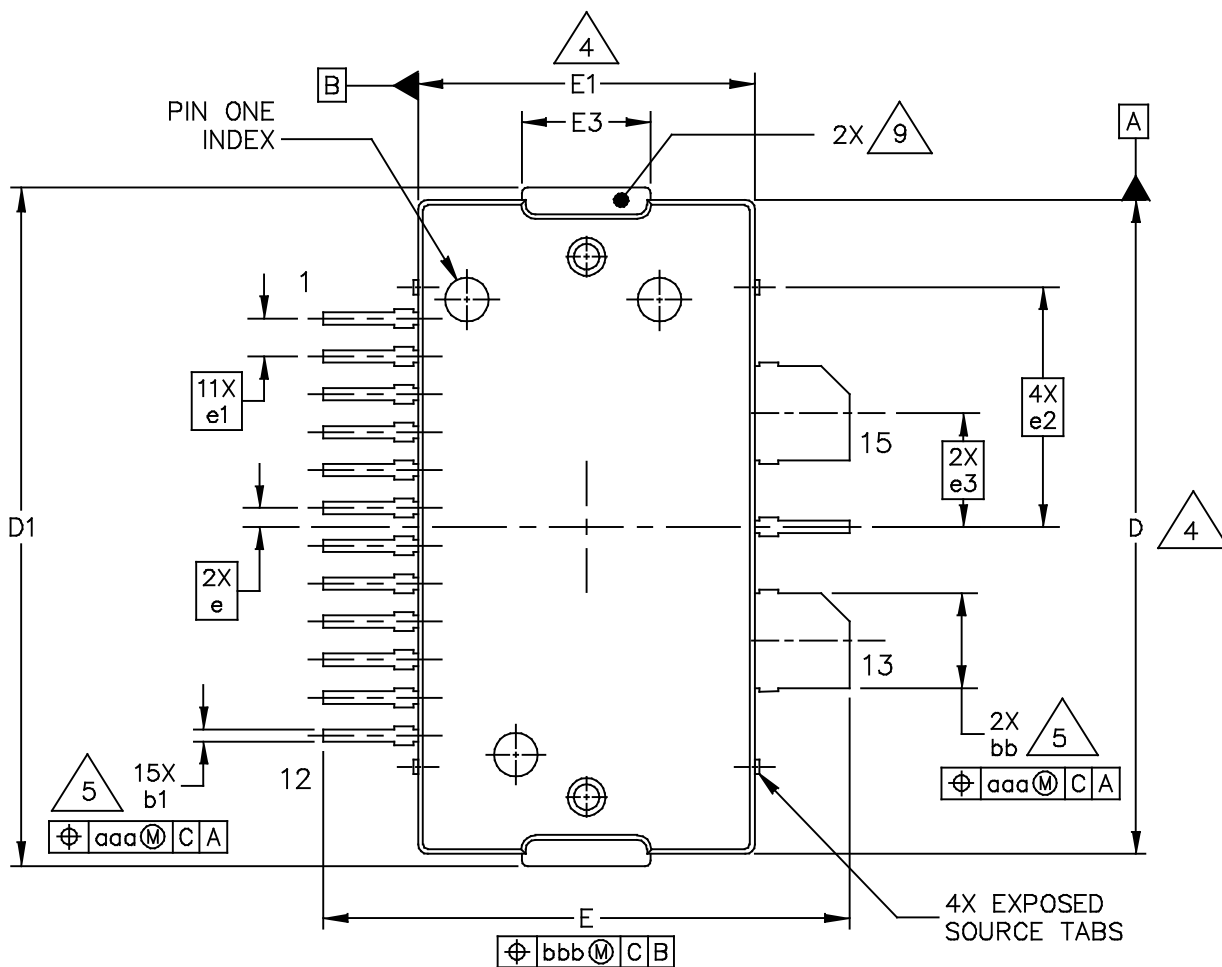 4
B
E1
PIN ONE
INDEX
E3
2X 9
A
1
11X
e1
4X
e2
15
2X
e3
D1
D 4
2X
e
13
2X
bb 5
⌖ aaa Ⓜ C A
5 15X
b1
12
⌖ aaa Ⓜ C A
E
⌖ bbb Ⓜ C B
4X EXPOSED
SOURCE TABS